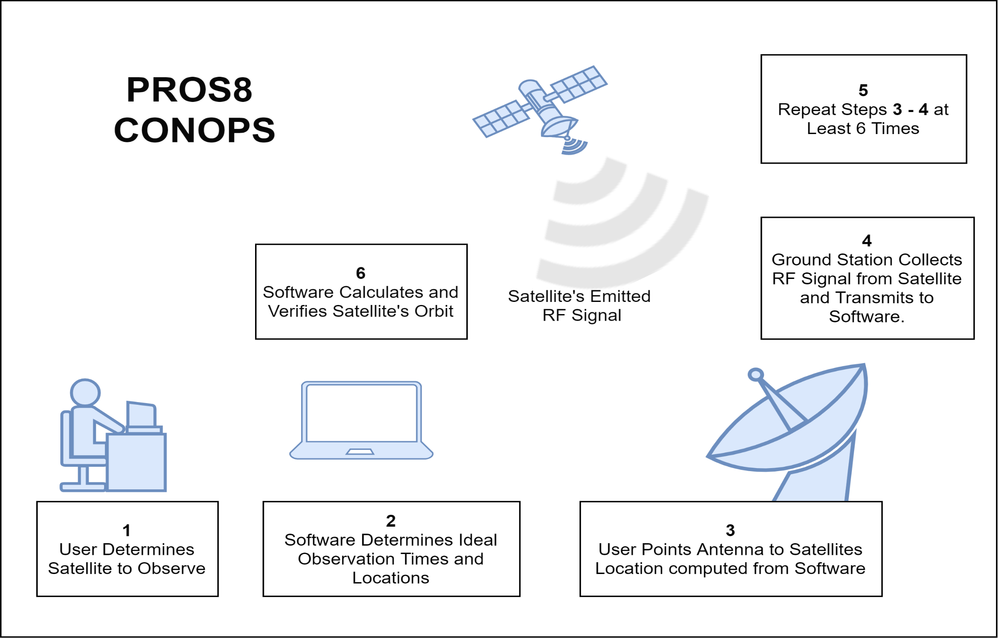 PROS8
CONOPS
5
Repeat Steps 3 - 4 at
Least 6 Times
4
Ground Station Collects
RF Signal from Satellite
and Transmits to
Software.
6
Software Calculates and
Verifies Satellite's Orbit
Satellite's Emitted
RF Signal
1
User Determines
Satellite to Observe
2
Software Determines Ideal
Observation Times and
Locations
3
User Points Antenna to Satellites
Location computed from Software